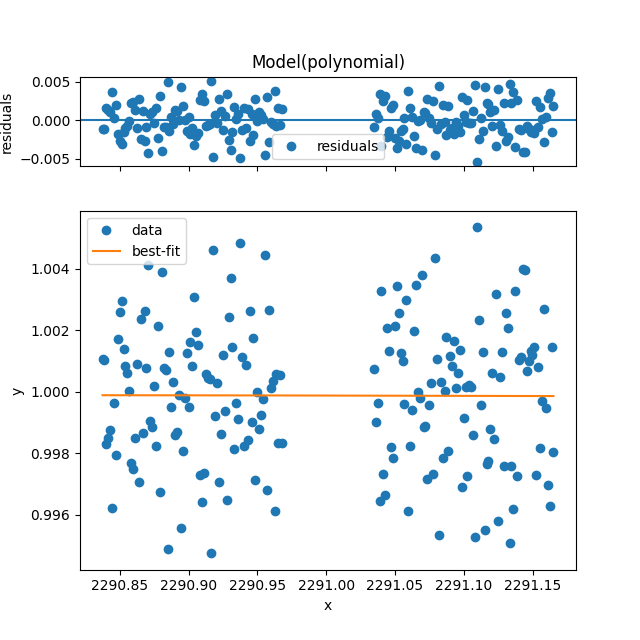 Model(polynomial)
0.005
0.000
−0.005
residuals
residuals
data
best-fit
1.004
1.002
1.000
0.998
0.996
y
2290.85 2290.90 2290.95 2291.00 2291.05 2291.10 2291.15
x